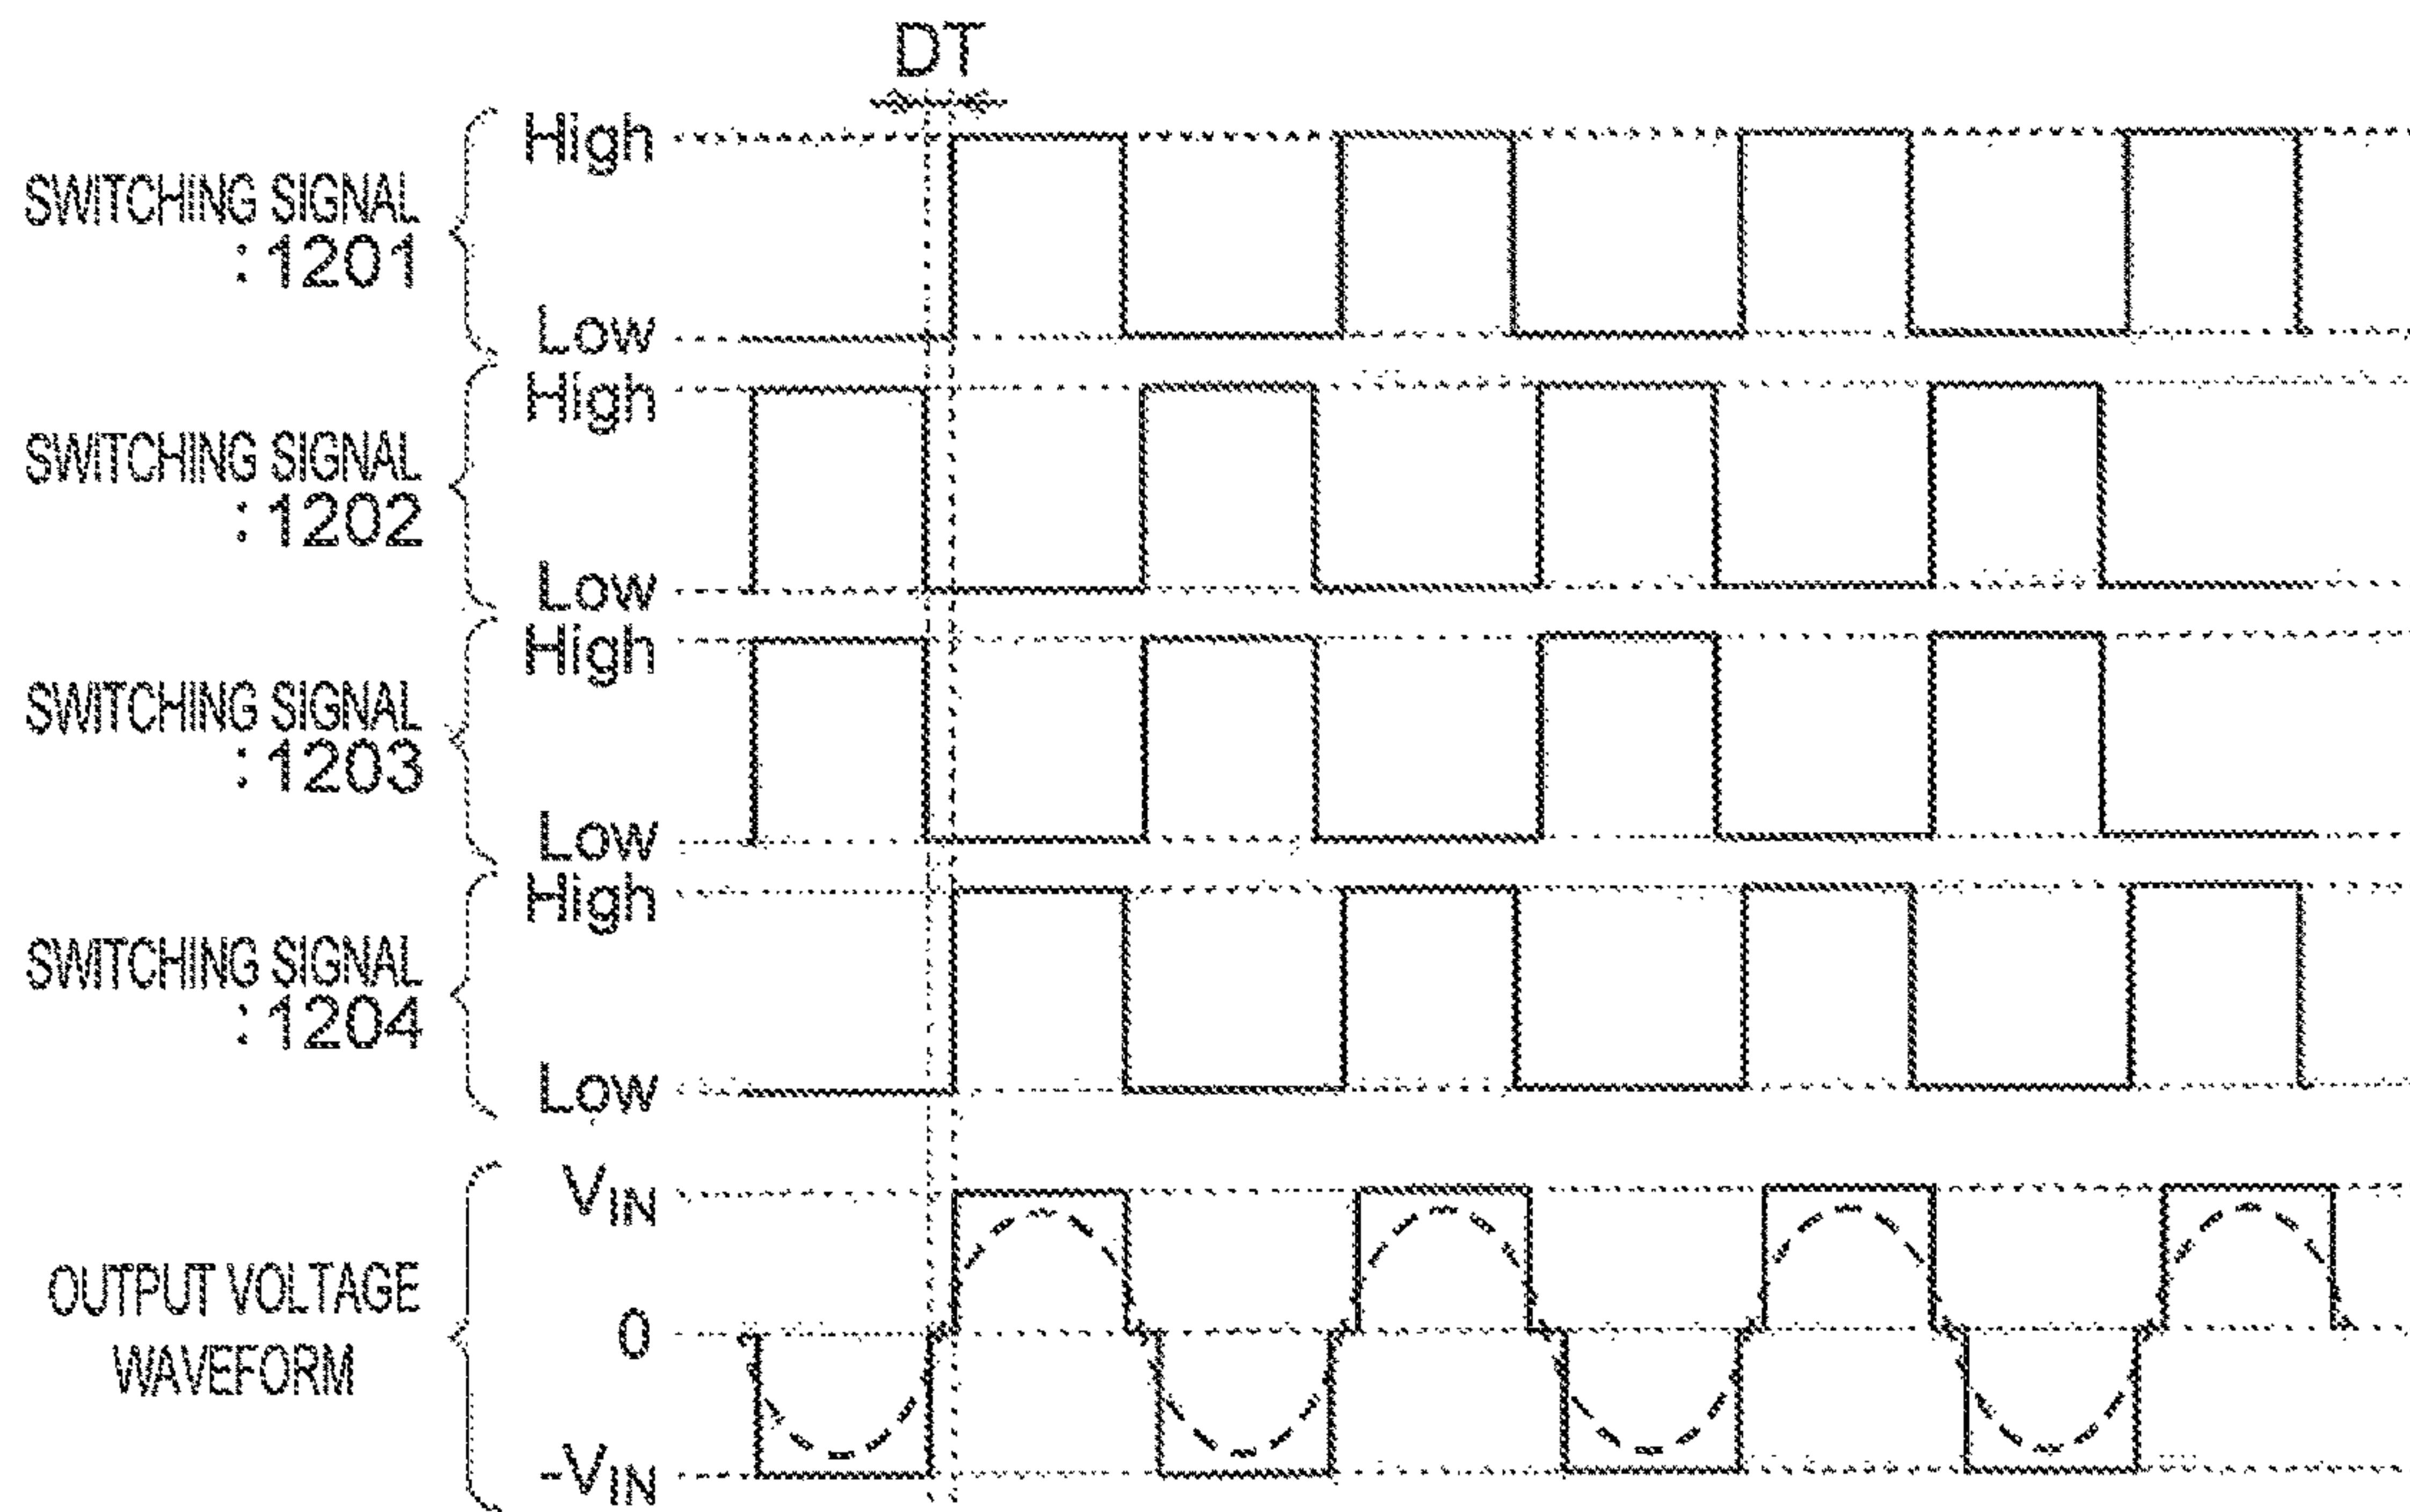 DT
High
SWITCHING SIGNAL
: 1201
Low
High
SWITCHING SIGNAL
: 1202
Low
High
SWITCHING SIGNAL
: 1203
Low
High
SWITCHING SIGNAL
: 1204
Low
VIN
OUTPUT VOLTAGE
0
WAVEFORM
-VIN